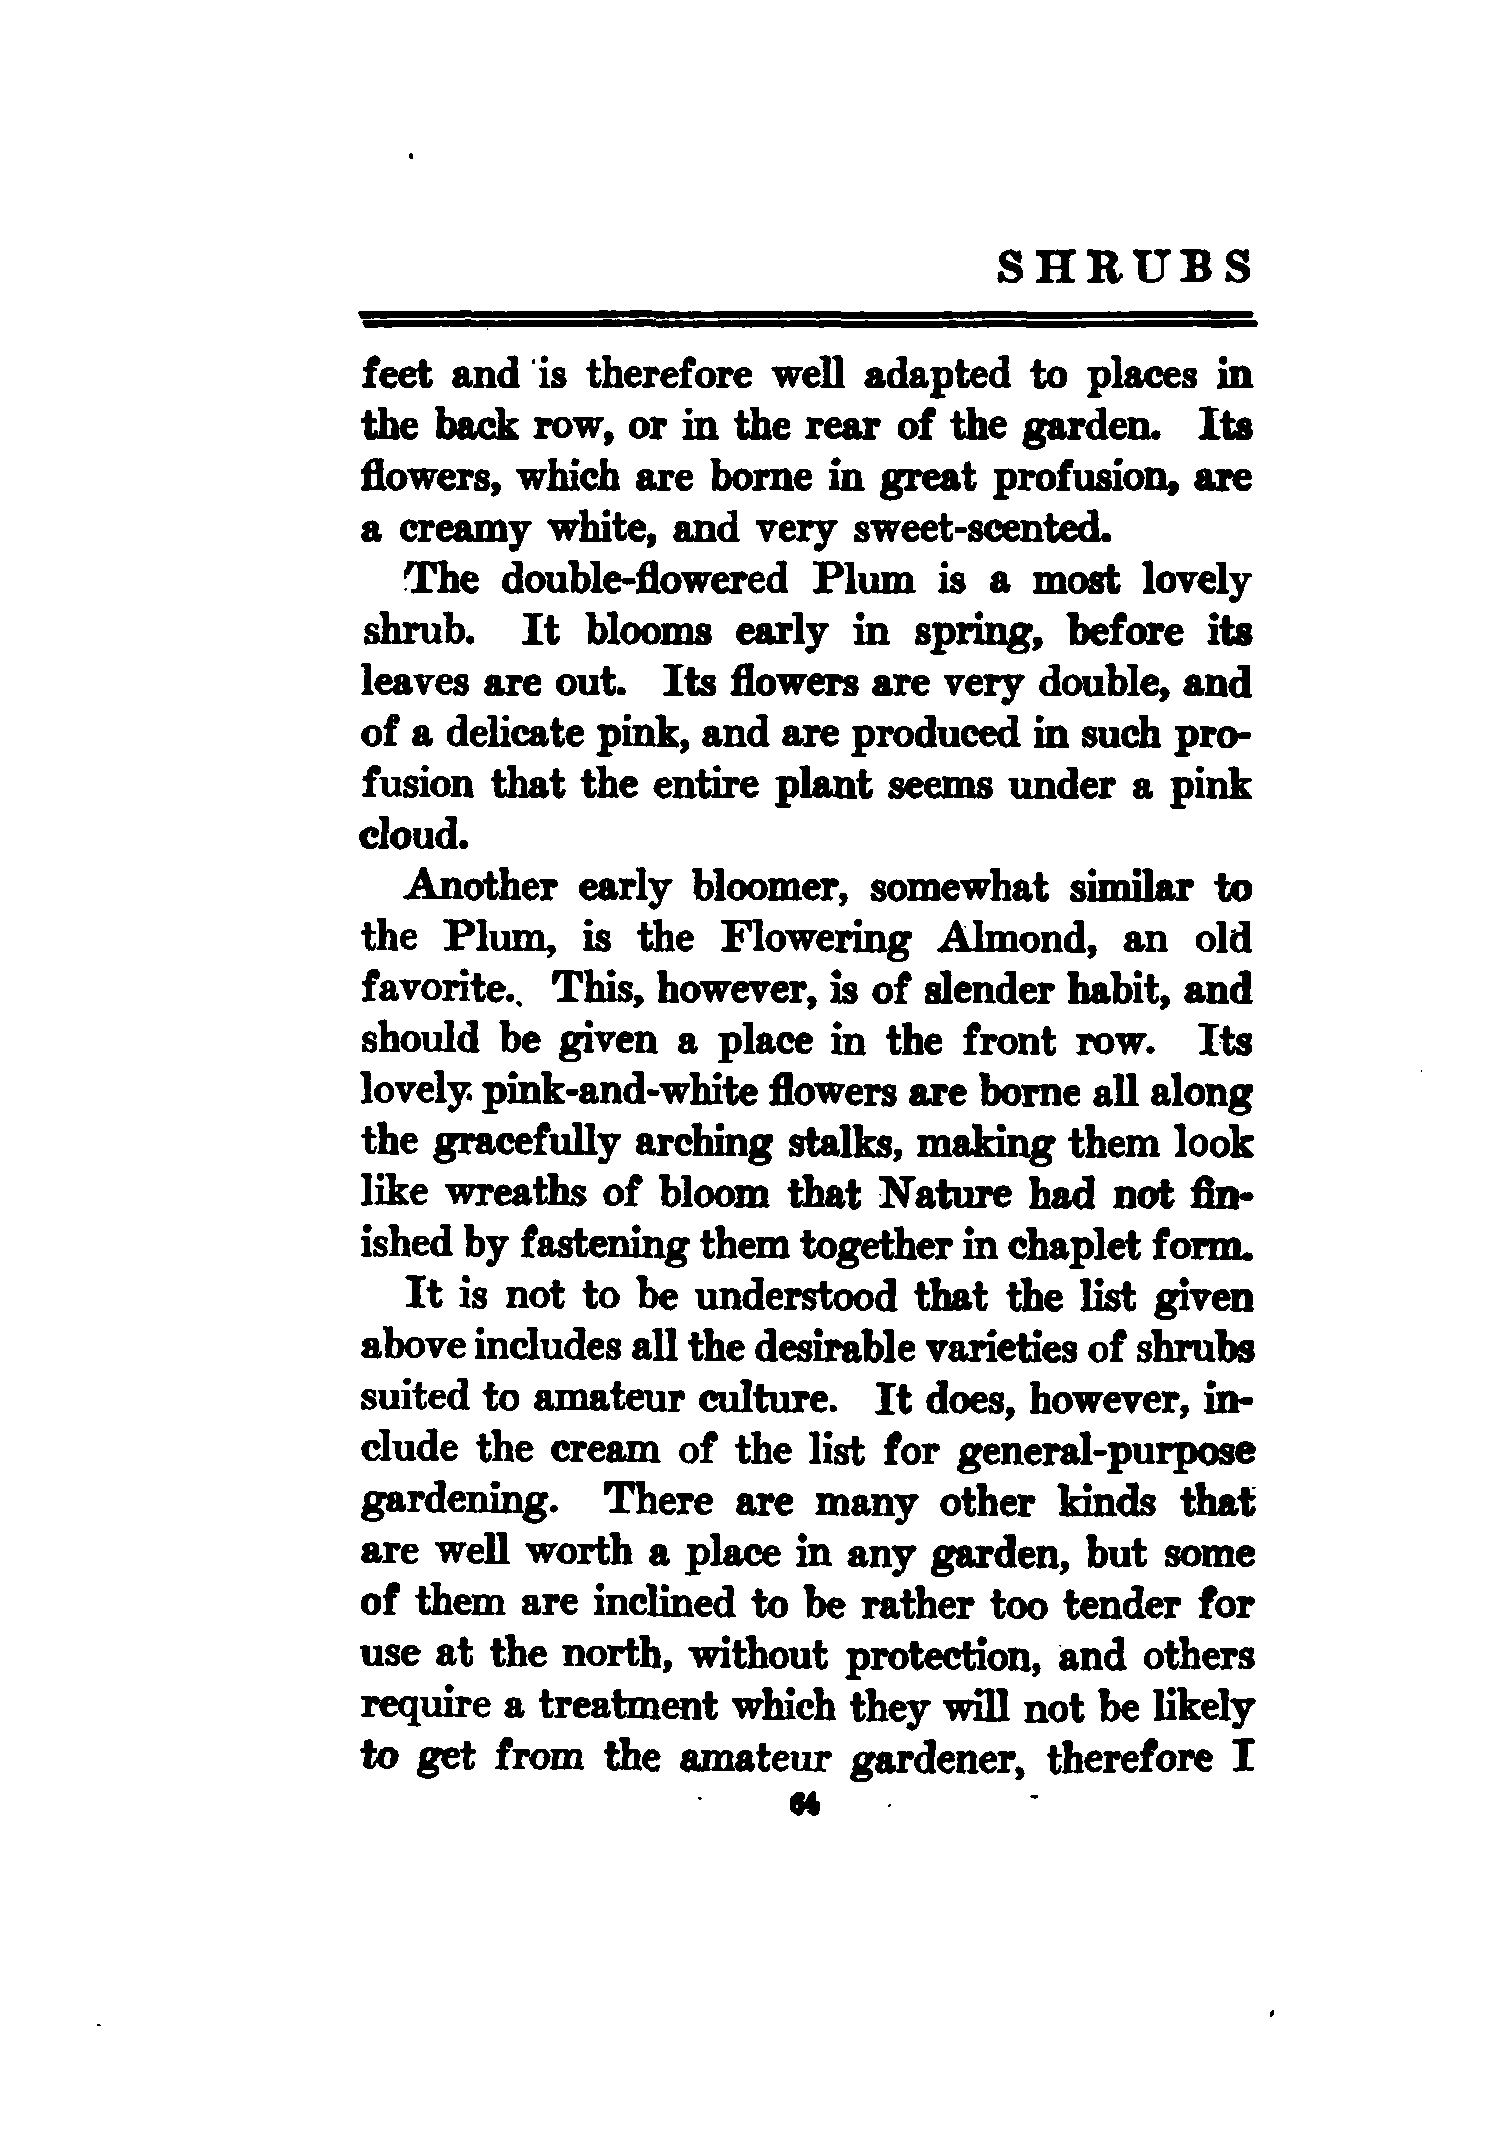 SHRUBS
feet and is therefore well adapted to places in
the back row, or in the rear of the garden. Its
flowers, which are borne in great profusion, are
a creamy white, and very sweet-scented.
The double-flowered Plum is a most lovely
shrub. It blooms early in spring, before its
leaves are out. Its flowers are very double, and
of a delicate pink, and are produced in such pro-
fusion that the entire plant seems under a pink
cloud.
Another early bloomer, somewhat similar to
the Plum, is the Flowering Almond, an old
favorite. This, however, is of slender habit, and
should be given a place in the front row. Its
lovely pink-and-white flowers are borne all along
the gracefully arching stalks, making them look
like wreaths of bloom that Nature had not fin-
ished by fastening them together in chaplet form.
It is not to be understood that the list given
above includes all the desirable varieties of shrubs
suited to amateur culture. It does, however, in-
clude the cream of the list for general-purpose
gardening. There are many other kinds that
are well worth a place in any garden, but some
of them are inclined to be rather too tender for
use at the north, without protection, and others
require a treatment which they will not be likely
to get from the amateur gardener, therefore I
64